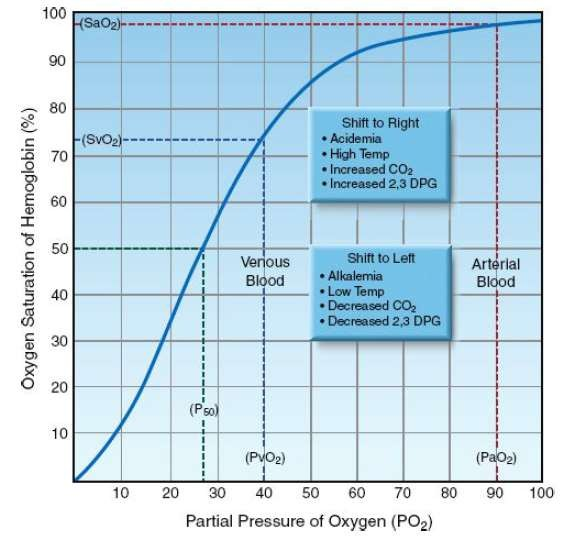 100
(SaO₂)
90
80
(SvO₂)
70
60
50
40
30
20
10
Oxygen Saturation of Hemoglobin (%)
Shift to Right
• Acidemia
• High Temp
• Increased CO₂
• Increased 2,3 DPG
Venous
Blood
Shift to Left
• Alkalemia
• Low Temp
• Decreased CO₂
• Decreased 2,3 DPG
Arterial
Blood
(P₅₀)
(PvO₂)
(PaO₂)
10 20 30 40 50 60 70 80 90 100
Partial Pressure of Oxygen (PO₂)